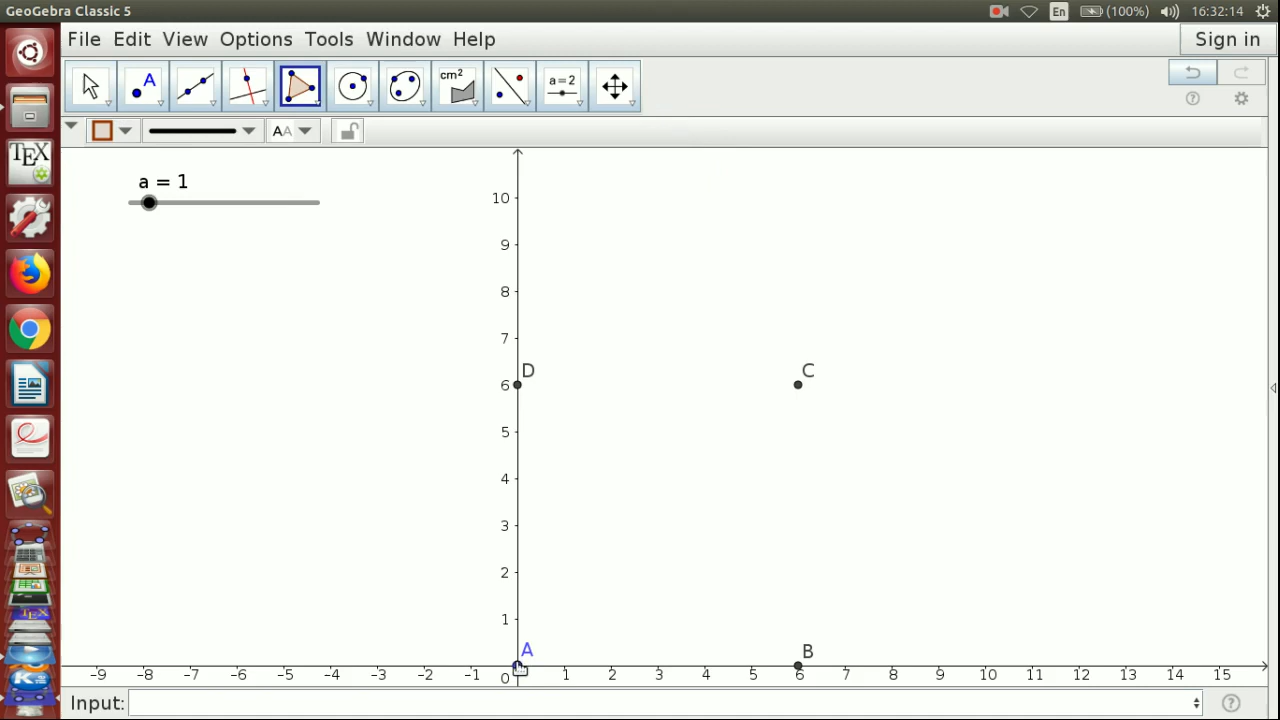 GeoGebra Classic 5
En
(100%)
16:32:14
File Edit View Options Tools Window Help
Sign in
A
cm²
a=2
AA
TEX
a = 1
10
9
8
7
6
5
4
3
2
1
0
D
C
A
B
-9 -8 -7 -6 -5 -4 -3 -2 -1 1 2 3 4 5 6 7 8 9 10 11 12 13 14 15
Input: